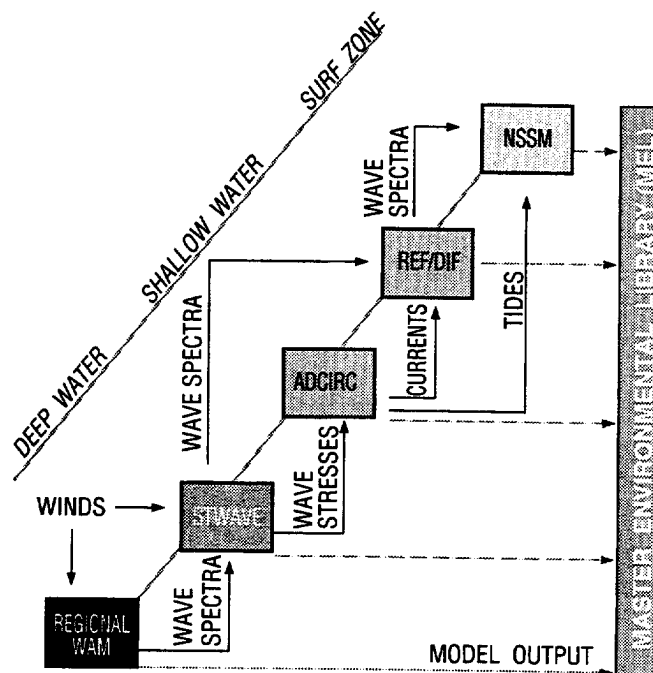 SURF ZONE
SHALLOW WATER
DEEP WATER
WAVE
SPECTRA
NSSM
MASTER ENVIRONMENTAL LIBRARY (MEL)
REF/DIF
TIDES
WAVE SPECTRA
CURRENTS
ADCIRC
WAVE
STRESSES
WINDS
STWAVE
WAVE
SPECTRA
REGIONAL
WAM
MODEL OUTPUT